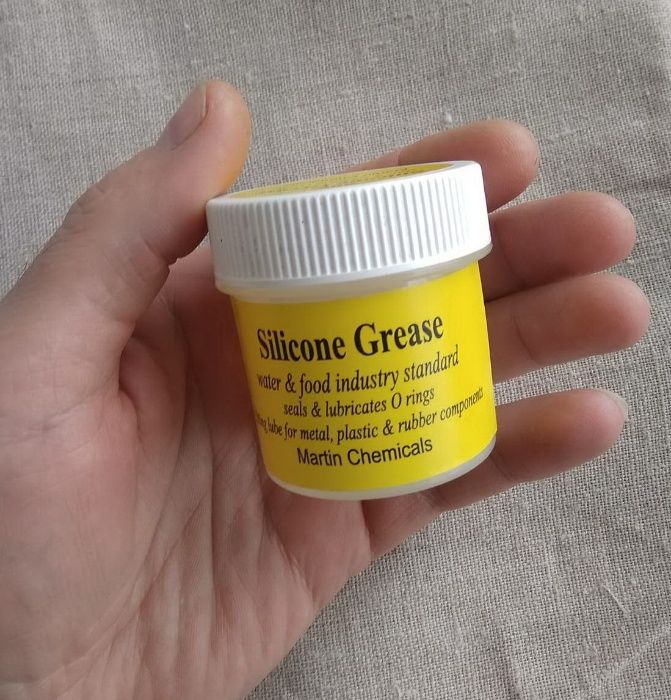 Silicone Grease
water & food industry standard
seals & lubricates O rings
lube for metal, plastic & rubber components
Martin Chemicals